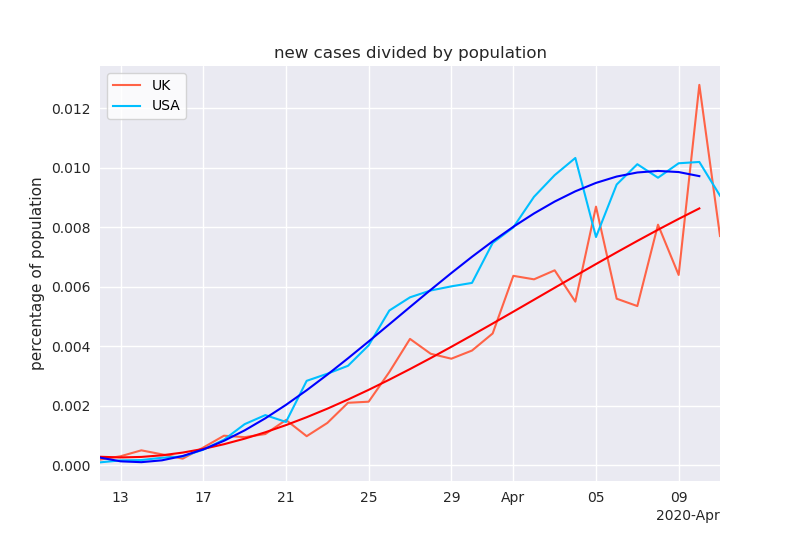 new cases divided by population
UK
USA
percentage of population
0.012
0.010
0.008
0.006
0.004
0.002
0.000
13 17 21 25 29 Apr 05 09
2020-Apr